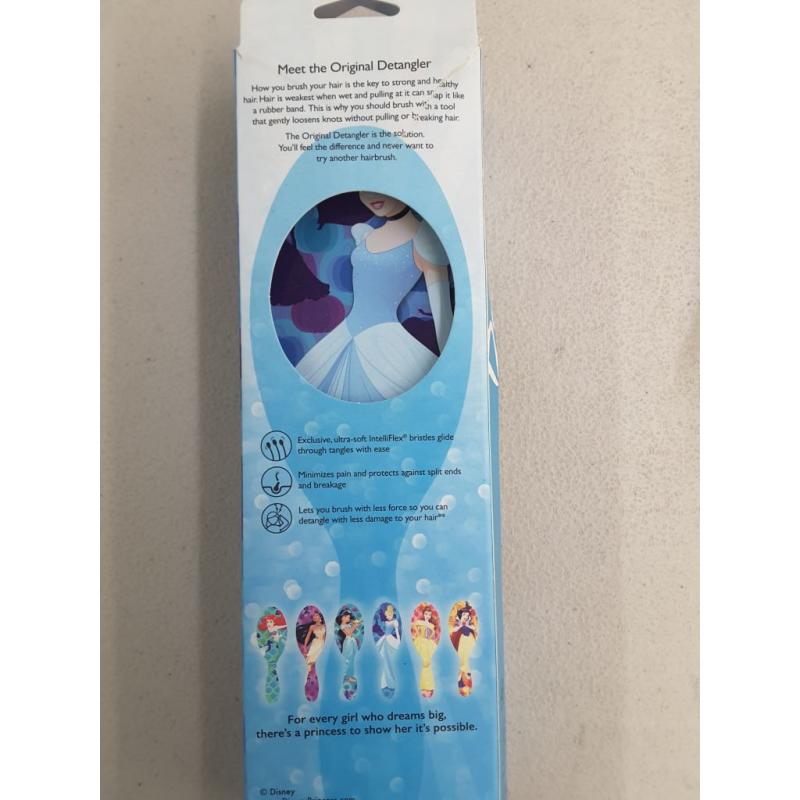 Meet the Original Detangler
How you brush your hair is the key to strong and healthy
hair. Hair is weakest when wet and pulling at it can snap it like
a rubber band. This is why you should brush with a tool
that gently loosens knots without pulling or breaking hair.
The Original Detangler is the solution.
You'll feel the difference and never want to
try another hairbrush.
Exclusive, ultra-soft IntelliFlex® bristles glide
through tangles with ease
Minimizes pain and protects against split ends
and breakage
Lets you brush with less force so you can
detangle with less damage to your hair
For every girl who dreams big,
there's a princess to show her it's possible.
© Disney